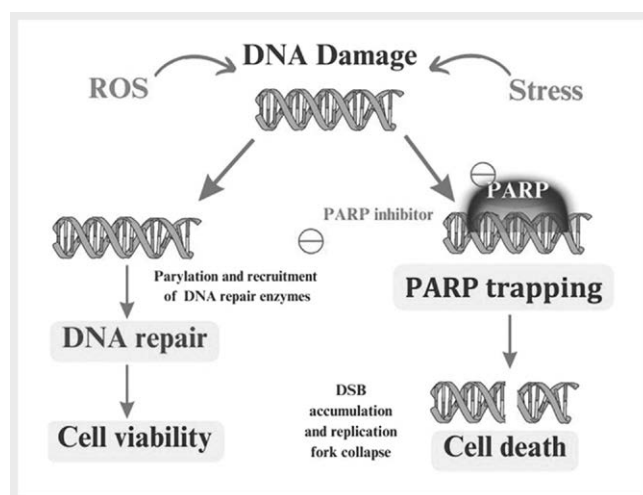 DNA Damage
ROS
Stress
PARP
PARP inhibitor
Parylation and recruitment
of DNA repair enzymes
PARP trapping
DNA repair
DSB
accumulation
and replication
fork collapse
Cell viability
Cell death